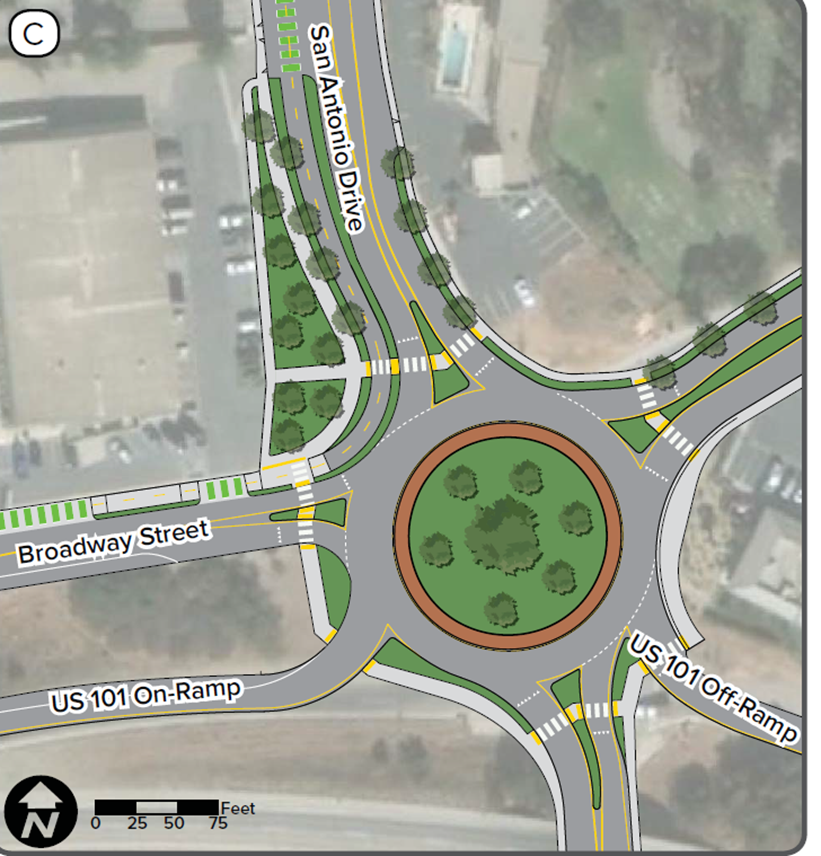 C
San Antonio Drive
Broadway Street
US 101 On-Ramp
US 101 Off-Ramp
N
Feet
0 25 50 75